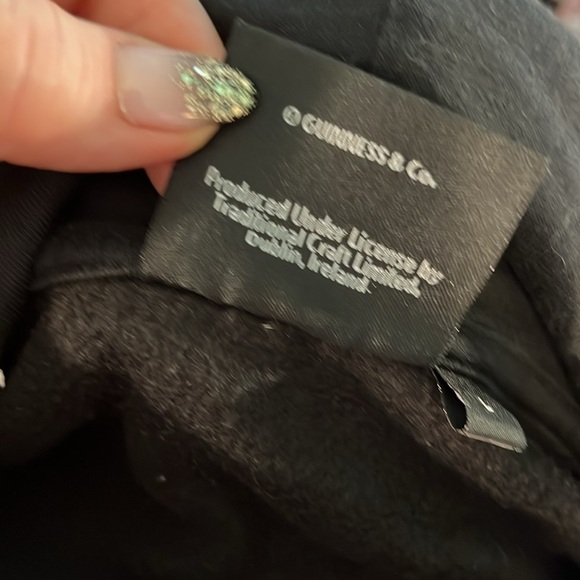 © GUINNESS & Co.
Produced Under License by
Traditional Craft Limited,
Dublin, Ireland.